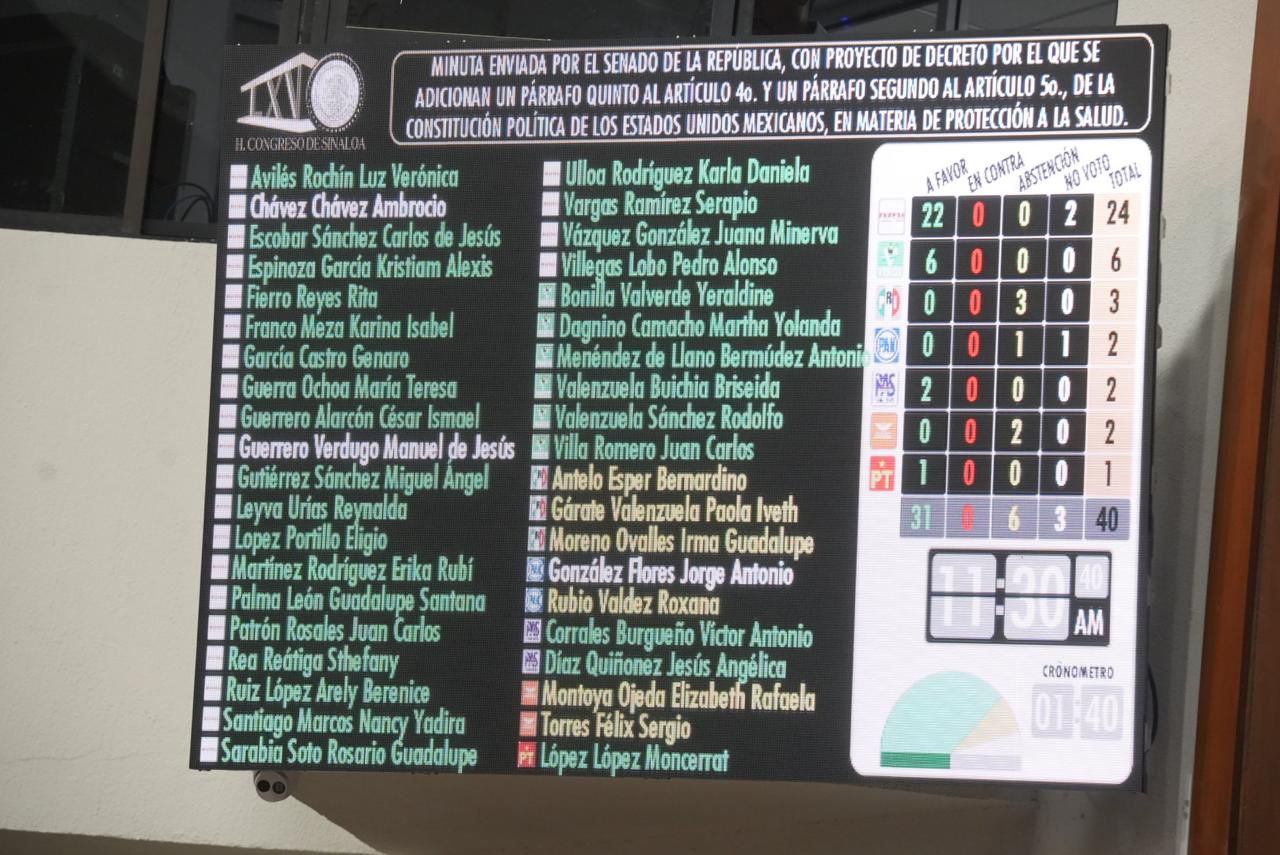 LXV
H. CONGRESO DE SINALOA
MINUTA ENVIADA POR EL SENADO DE LA REPÚBLICA, CON PROYECTO DE DECRETO POR EL QUE SE
ADICIONAN UN PÁRRAFO QUINTO AL ARTÍCULO 4o. Y UN PÁRRAFO SEGUNDO AL ARTÍCULO 5o., DE LA
CONSTITUCIÓN POLÍTICA DE LOS ESTADOS UNIDOS MEXICANOS, EN MATERIA DE PROTECCIÓN A LA SALUD.
Avilés Rochín Luz Verónica
Chávez Chávez Ambrocio
Escobar Sánchez Carlos de Jesús
Espinoza García Kristiam Alexis
Fierro Reyes Rita
Franco Meza Karina Isabel
García Castro Genaro
Guerra Ochoa María Teresa
Guerrero Alarcón César Ismael
Guerrero Verdugo Manuel de Jesús
Gutiérrez Sánchez Miguel Ángel
Leyva Urías Reynalda
Lopez Portillo Eligio
Martínez Rodríguez Erika Rubí
Palma León Guadalupe Santana
Patrón Rosales Juan Carlos
Rea Reátiga Sthefany
Ruiz López Arely Berenice
Santiago Marcos Nancy Yadira
Sarabia Soto Rosario Guadalupe
Ulloa Rodríguez Karla Daniela
Vargas Ramírez Serapio
Vázquez González Juana Minerva
Villegas Lobo Pedro Alonso
Bonilla Valverde Yeraldine
Dagnino Camacho Martha Yolanda
Menéndez de Llano Bermúdez Antonio
Valenzuela Buichia Briseida
Valenzuela Sánchez Rodolfo
Villa Romero Juan Carlos
Antelo Esper Bernardino
Gárate Valenzuela Paola Iveth
Moreno Ovalles Irma Guadalupe
González Flores Jorge Antonio
Rubio Valdez Roxana
Corrales Burgueño Víctor Antonio
Díaz Quiñonez Jesús Angélica
Montoya Ojeda Elizabeth Rafaela
Torres Félix Sergio
PT López López Moncerrat
A FAVOR EN CONTRA ABSTENCIÓN NO VOTO TOTAL
22 0 0 2 24
6 0 0 0 6
PRI 0 0 3 0 3
PAN 0 0 1 1 2
PAS 2 0 0 0 2
0 0 2 0 2
PT 1 0 0 0 1
31 0 6 3 40
11:30 40 AM
CRÓNOMETRO
01:40